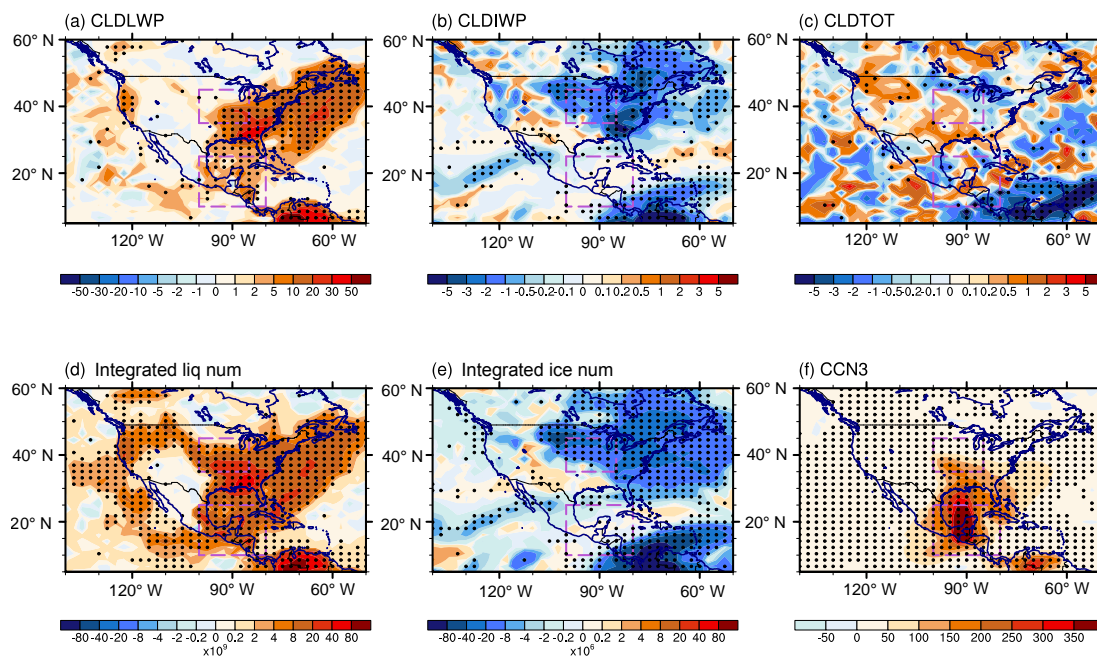 (a) CLDLWP
(b) CLDIWP
(c) CLDTOT
60° N
40° N
20° N
120° W 90° W 60° W
60° N
40° N
20° N
120° W 90° W 60° W
60° N
40° N
20° N
120° W 90° W 60° W
-50 -30 -20 -10 -5 -2 -1 0 1 2 5 10 20 30 50
-5 -3 -2 -1 -0.5 -0.2 -0.1 0 0.1 0.2 0.5 1 2 3 5
-5 -3 -2 -1 -0.5 -0.2 -0.1 0 0.1 0.2 0.5 1 2 3 5
(d) Integrated liq num
(e) Integrated ice num
(f) CCN3
60° N
40° N
20° N
120° W 90° W 60° W
60° N
40° N
20° N
120° W 90° W 60° W
60° N
40° N
20° N
120° W 90° W 60° W
-80 -40 -20 -8 -2 -0.2 0 0.2 2 8 20 40 80
x10⁹
-80 -40 -20 -8 -2 -0.2 0 0.2 2 8 20 40 80
x10⁶
-50 0 50 100 150 200 250 300 350